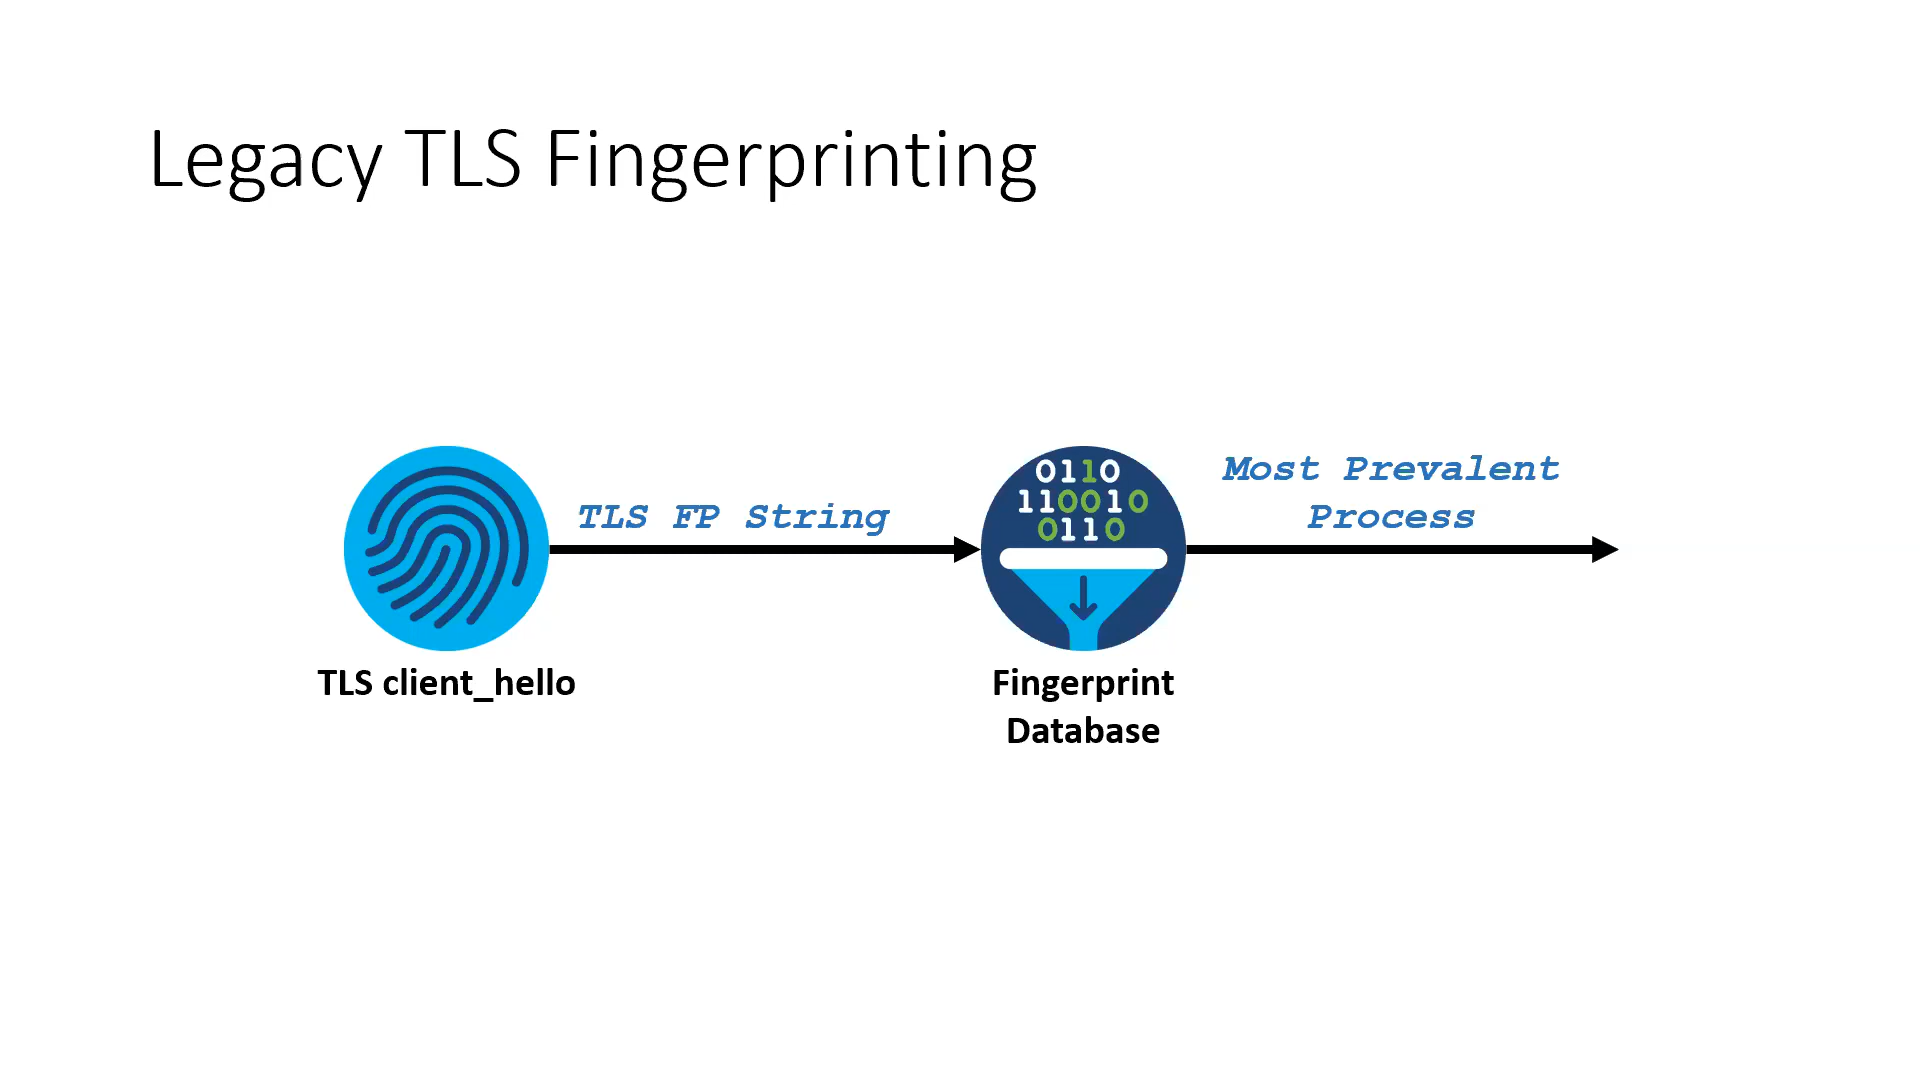 Legacy TLS Fingerprinting
TLS FP String
Most Prevalent
Process
0110
110010
0110
TLS client_hello
Fingerprint
Database